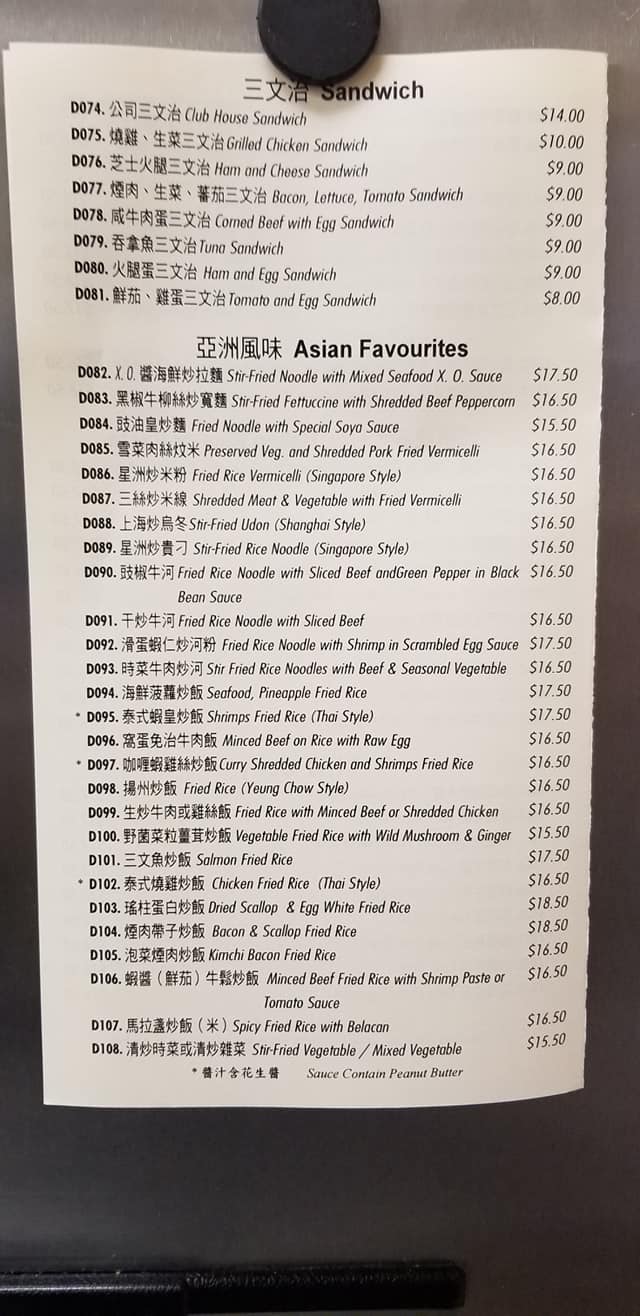 三文治 Sandwich
D074. 公司三文治 Club House Sandwich $14.00
D075. 燒雞、生菜三文治 Grilled Chicken Sandwich $10.00
D076. 芝士火腿三文治 Ham and Cheese Sandwich $9.00
D077. 煙肉、生菜、蕃茄三文治 Bacon, Lettuce, Tomato Sandwich $9.00
D078. 咸牛肉蛋三文治 Corned Beef with Egg Sandwich $9.00
D079. 吞拿魚三文治 Tuna Sandwich $9.00
D080. 火腿蛋三文治 Ham and Egg Sandwich $9.00
D081. 鮮茄、雞蛋三文治 Tomato and Egg Sandwich $8.00
亞洲風味 Asian Favourites
D082. X.O.醬海鮮炒拉麵 Stir-Fried Noodle with Mixed Seafood X. O. Sauce $17.50
D083. 黑椒牛柳絲炒寬麵 Stir-Fried Fettuccine with Shredded Beef Peppercorn $16.50
D084. 豉油皇炒麵 Fried Noodle with Special Soya Sauce $15.50
D085. 雪菜肉絲炆米 Preserved Veg. and Shredded Pork Fried Vermicelli $16.50
D086. 星洲炒米粉 Fried Rice Vermicelli (Singapore Style) $16.50
D087. 三絲炒米線 Shredded Meat & Vegetable with Fried Vermicelli $16.50
D088. 上海炒烏冬 Stir-Fried Udon (Shanghai Style) $16.50
D089. 星洲炒貴刁 Stir-Fried Rice Noodle (Singapore Style) $16.50
D090. 豉椒牛河 Fried Rice Noodle with Sliced Beef andGreen Pepper in Black $16.50
Bean Sauce
D091. 干炒牛河 Fried Rice Noodle with Sliced Beef $16.50
D092. 滑蛋蝦仁炒河粉 Fried Rice Noodle with Shrimp in Scrambled Egg Sauce $17.50
D093. 時菜牛肉炒河 Stir Fried Rice Noodles with Beef & Seasonal Vegetable $16.50
D094. 海鮮菠蘿炒飯 Seafood, Pineapple Fried Rice $17.50
* D095. 泰式蝦皇炒飯 Shrimps Fried Rice (Thai Style) $17.50
D096. 窩蛋免治牛肉飯 Minced Beef on Rice with Raw Egg $16.50
* D097. 咖喱蝦雞絲炒飯 Curry Shredded Chicken and Shrimps Fried Rice $16.50
D098. 揚州炒飯 Fried Rice (Yeung Chow Style) $16.50
D099. 生炒牛肉或雞絲飯 Fried Rice with Minced Beef or Shredded Chicken $16.50
D100. 野菌菜粒薑茸炒飯 Vegetable Fried Rice with Wild Mushroom & Ginger $15.50
D101. 三文魚炒飯 Salmon Fried Rice $17.50
* D102. 泰式燒雞炒飯 Chicken Fried Rice (Thai Style) $16.50
D103. 瑤柱蛋白炒飯 Dried Scallop & Egg White Fried Rice $18.50
D104. 煙肉帶子炒飯 Bacon & Scallop Fried Rice $18.50
D105. 泡菜煙肉炒飯 Kimchi Bacon Fried Rice $16.50
D106. 蝦醬（鮮茄）牛鬆炒飯 Minced Beef Fried Rice with Shrimp Paste or $16.50
Tomato Sauce
D107. 馬拉盞炒飯（米）Spicy Fried Rice with Belacan $16.50
D108. 清炒時菜或清炒雜菜 Stir-Fried Vegetable / Mixed Vegetable $15.50
* 醬汁含花生醬 Sauce Contain Peanut Butter